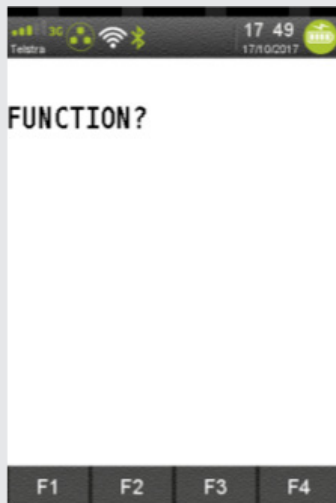 3G
Telstra
17 49
17/10/2017
FUNCTION?
F1 F2 F3 F4